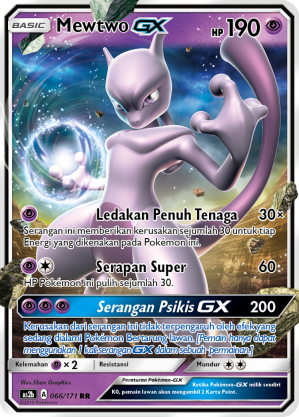 BASIC
Mewtwo GX HP 190
Ledakan Penuh Tenaga 30×
Serangan ini memberikan kerusakan sejumlah 30 untuk tiap
Energi yang dikenakan pada Pokémon ini.
Serapan Super 60
HP Pokémon ini pulih sejumlah 30.
Serangan Psikis GX 200
Kerusakan dari serangan ini tidak terpengaruh oleh efek yang
sedang dialami Pokémon Bertarung lawan. [Pemain hanya dapat
menggunakan 1 kali serangan GX dalam sebuah permainan.]
Kelemahan × 2 Kekebalan Mundur
Illus. 5ban Graphics
Peraturan Pokémon-GX
as2b A 066/171 RR
Ketika Pokémon-GX milik sendiri
KO, pemain lawan akan mengambil 2 Kartu Point.